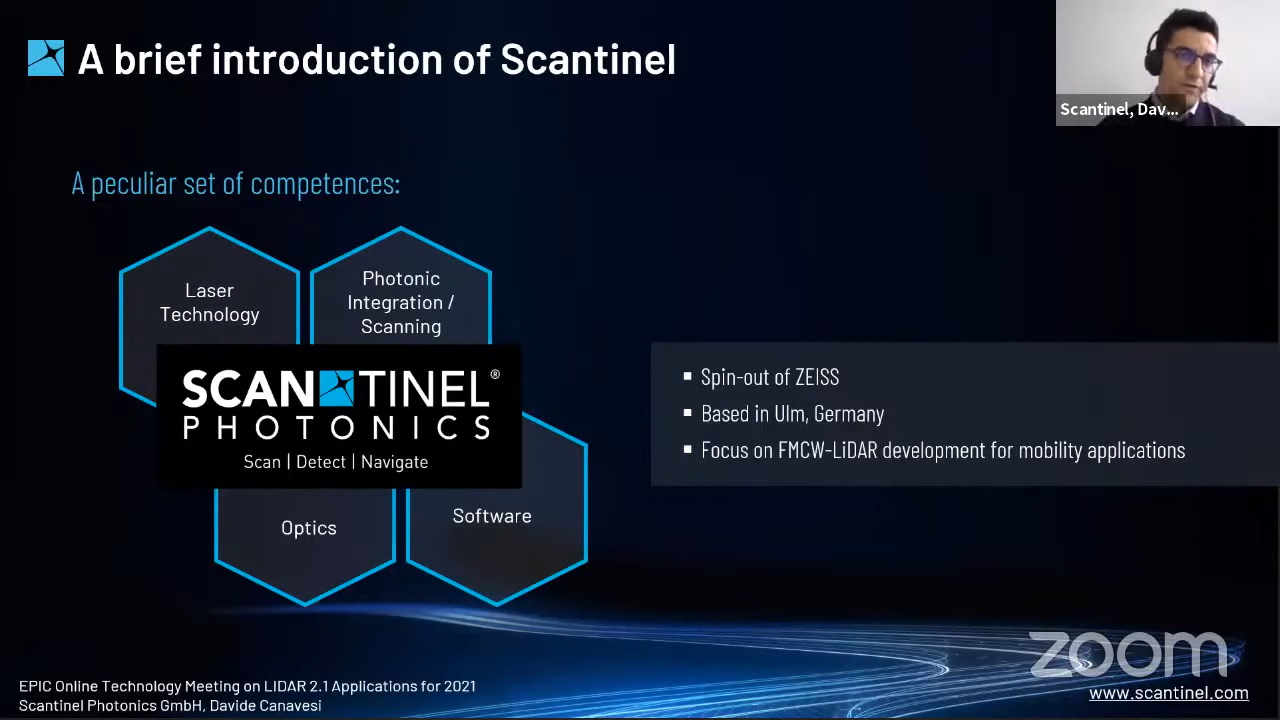 A brief introduction of Scantinel
Scantinel, Dav...
A peculiar set of competences:
Laser
Technology
Photonic
Integration /
Scanning
SCANTINEL®
PHOTONICS
Scan | Detect | Navigate
Optics
Software
▪ Spin-out of ZEISS
▪ Based in Ulm, Germany
▪ Focus on FMCW-LiDAR development for mobility applications
zoom
EPIC Online Technology Meeting on LIDAR 2.1 Applications for 2021
Scantinel Photonics GmbH, Davide Canavesi
www.scantinel.com